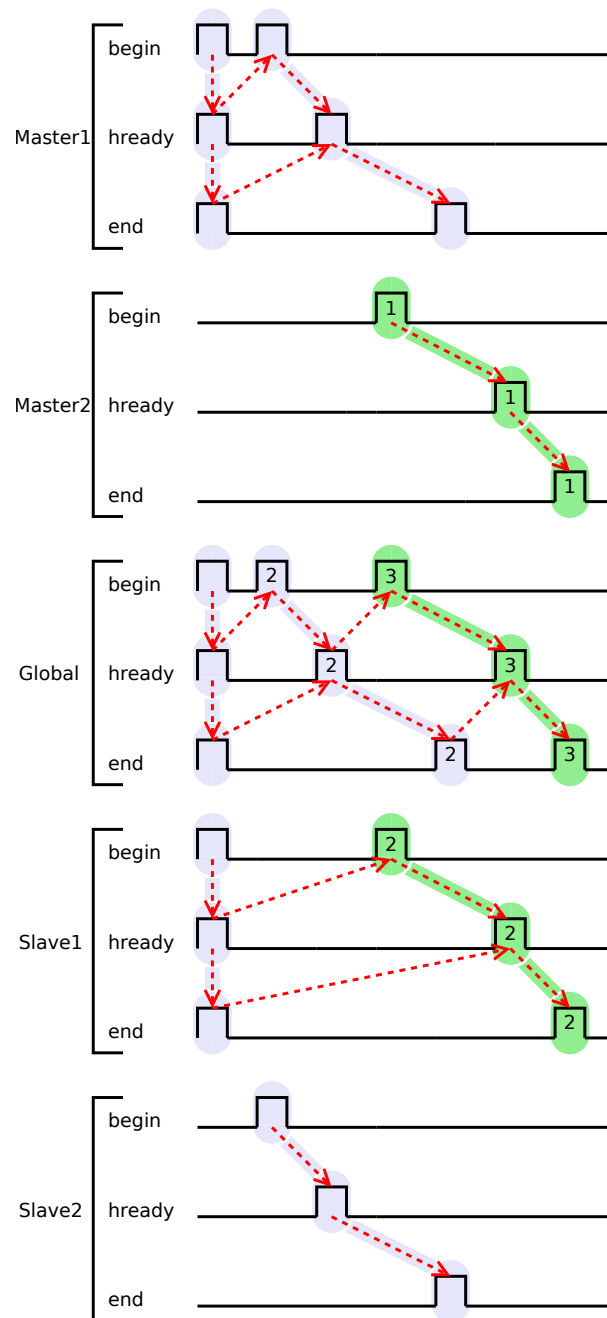 begin
Master1 hready
end
begin 1
Master2 hready 1
end 1
begin 2 3
Global hready 2 3
end 2 3
begin 2
Slave1 hready 2
end 2
begin
Slave2 hready
end